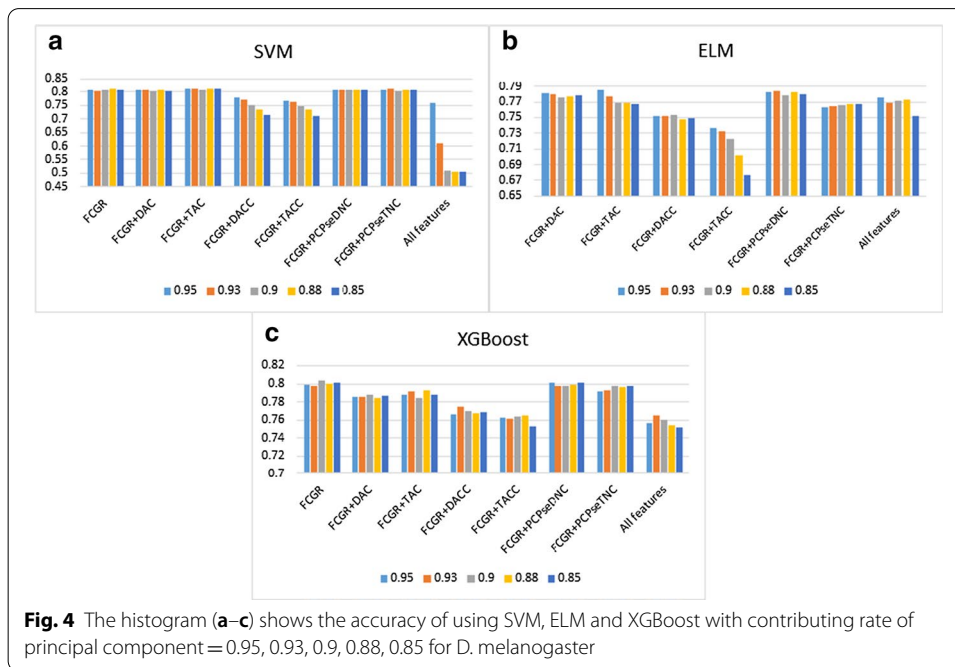 a
SVM
0.85
0.8
0.75
0.7
0.65
0.6
0.55
0.5
0.45
FCGR
FCGR+DAC
FCGR+TAC
FCGR+DACC
FCGR+TACC
FCGR+PCPseDNC
FCGR+PCPseTNC
All features
0.95 0.93 0.9 0.88 0.85
b
ELM
0.79
0.77
0.75
0.73
0.71
0.69
0.67
0.65
FCGR+DAC
FCGR+TAC
FCGR+DACC
FCGR+TACC
FCGR+PCPseDNC
FCGR+PCPseTNC
All features
0.95 0.93 0.9 0.88 0.85
c
XGBoost
0.82
0.8
0.78
0.76
0.74
0.72
0.7
FCGR
FCGR+DAC
FCGR+TAC
FCGR+DACC
FCGR+TACC
FCGR+PCPseDNC
FCGR+PCPseTNC
All features
0.95 0.93 0.9 0.88 0.85
Fig. 4 The histogram (a–c) shows the accuracy of using SVM, ELM and XGBoost with contributing rate of
principal component = 0.95, 0.93, 0.9, 0.88, 0.85 for D. melanogaster